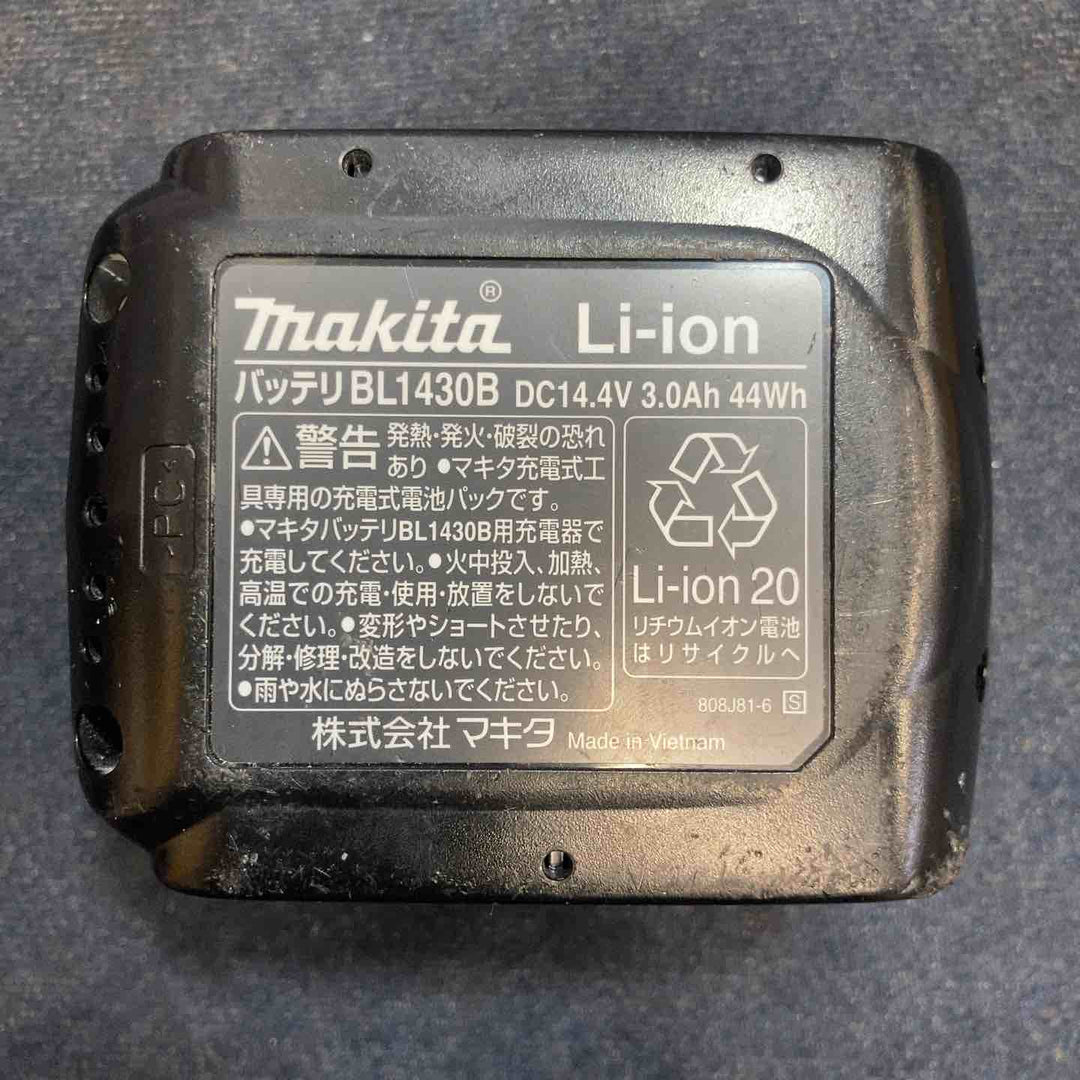 makita® Li-ion
バッテリ BL1430B DC14.4V 3.0Ah 44Wh
警告 発熱・発火・破裂の恐れ
あり ●マキタ充電式工
具専用の充電式電池パックです。
●マキタバッテリBL1430B用充電器で
充電してください。●火中投入、加熱、
高温での充電・使用・放置をしないで
ください。●変形やショートさせたり、
分解・修理・改造をしないでください。
●雨や水にぬらさないでください。
Li-ion 20
リチウムイオン電池
はリサイクルへ
808J81-6 S
株式会社 マキタ Made in Vietnam
>PC<